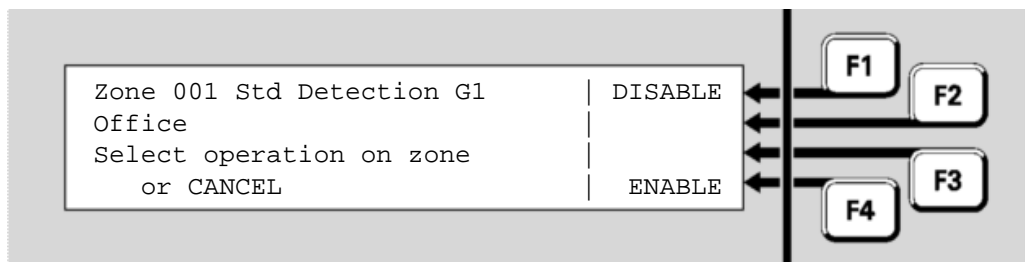 Zone 001 Std Detection G1 | DISABLE
Office |
Select operation on zone |
or CANCEL | ENABLE
F1
F2
F3
F4